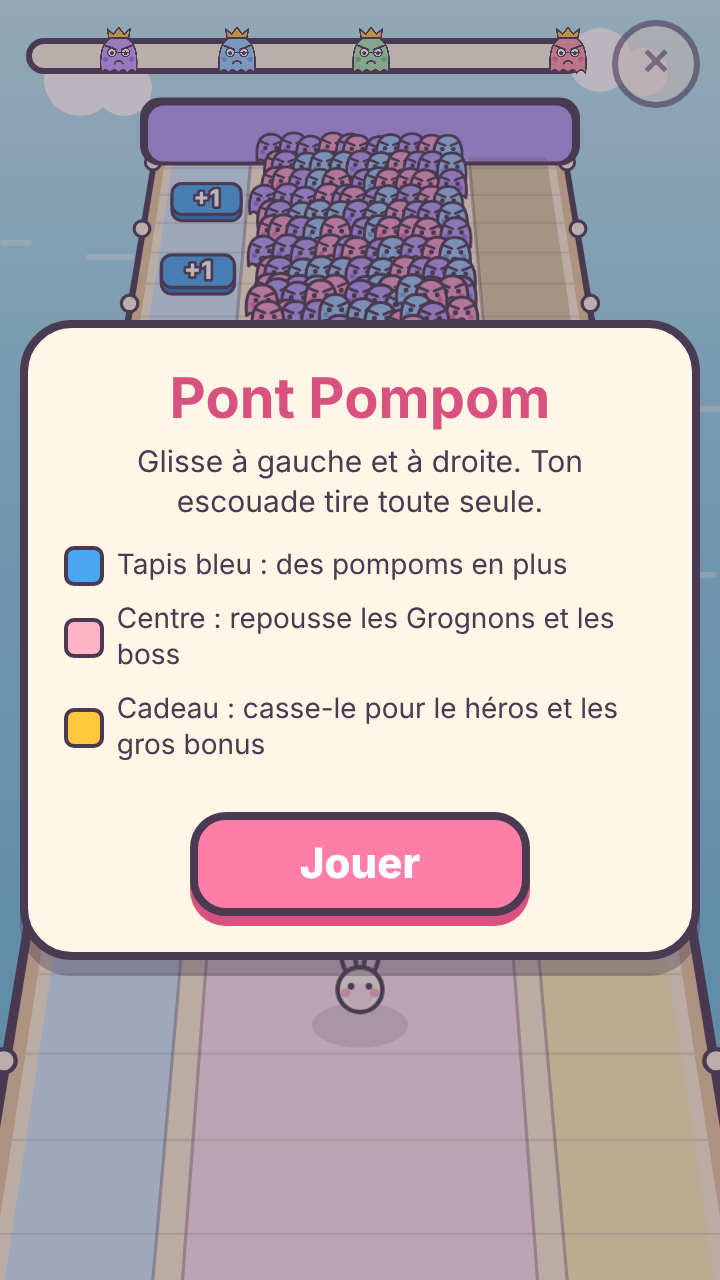 ×
+1
+1
Pont Pompom
Glisse à gauche et à droite. Ton
escouade tire toute seule.
Tapis bleu : des pompoms en plus
Centre : repousse les Grognons et les
boss
Cadeau : casse-le pour le héros et les
gros bonus
Jouer